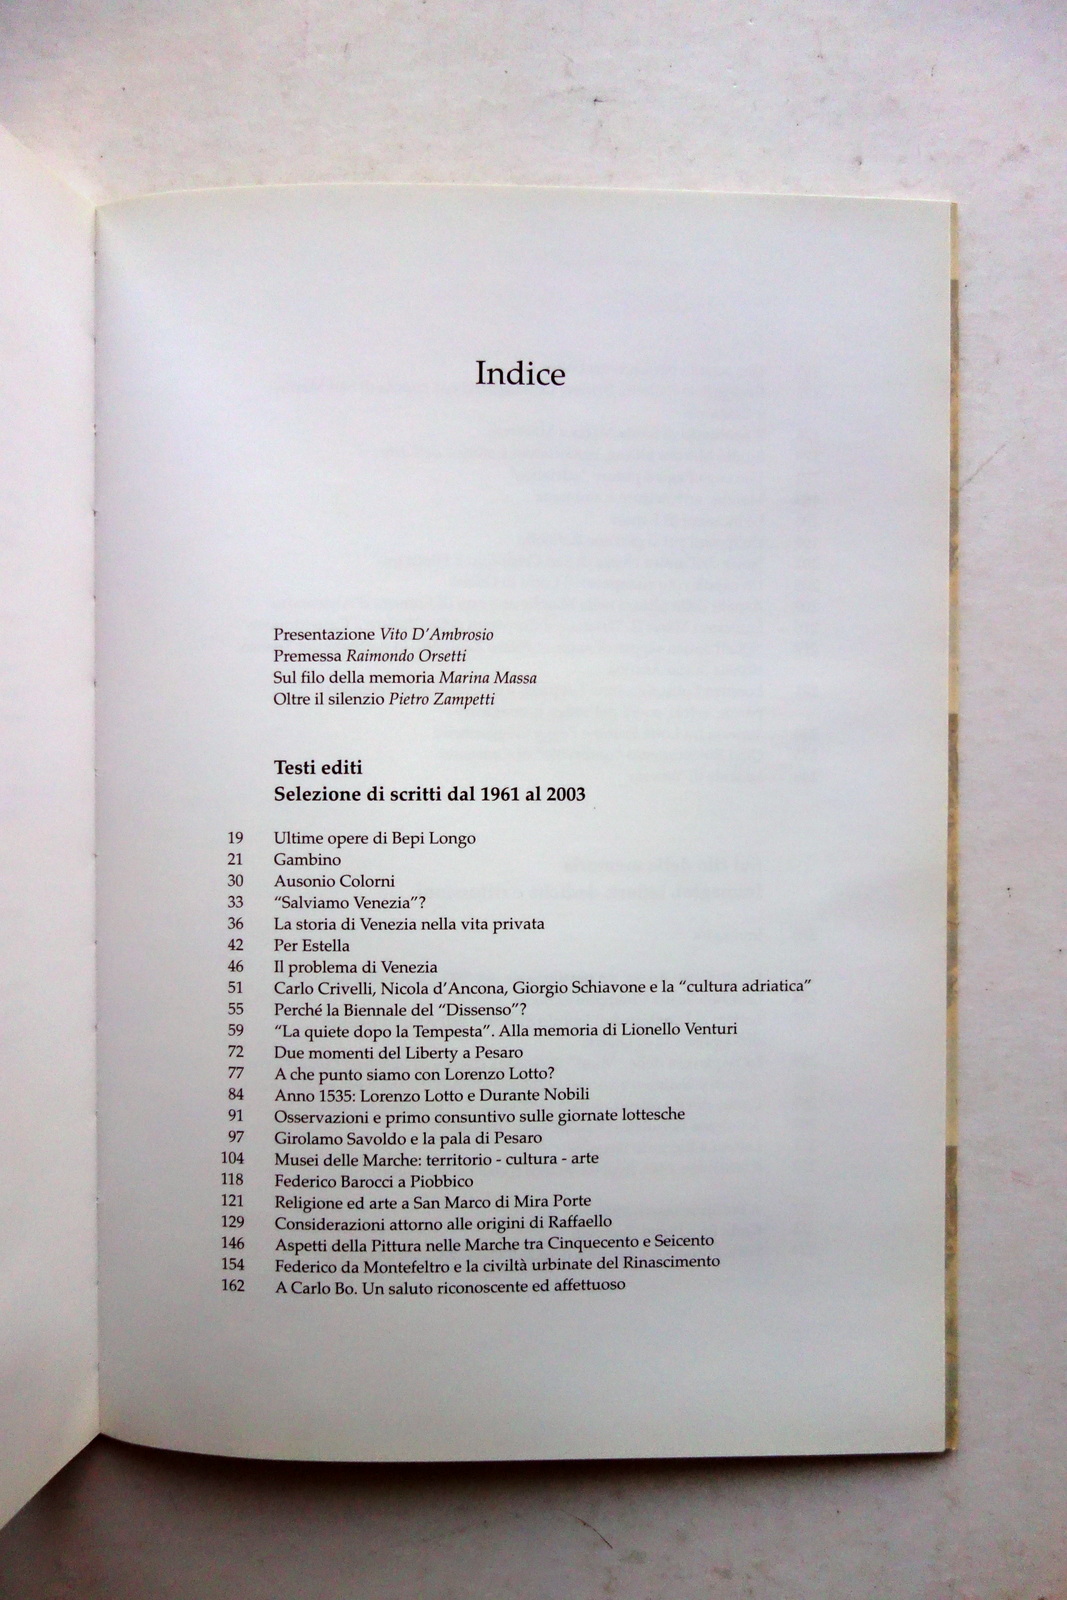 Indice
Presentazione Vito D'Ambrosio
Premessa Raimondo Orsetti
Sul filo della memoria Marina Massa
Oltre il silenzio Pietro Zampetti
Testi editi
Selezione di scritti dal 1961 al 2003
19 Ultime opere di Bepi Longo
21 Gambino
30 Ausonio Colorni
33 "Salviamo Venezia"?
36 La storia di Venezia nella vita privata
42 Per Estella
46 Il problema di Venezia
51 Carlo Crivelli, Nicola d'Ancona, Giorgio Schiavone e la "cultura adriatica"
55 Perché la Biennale del "Dissenso"?
59 "La quiete dopo la Tempesta". Alla memoria di Lionello Venturi
72 Due momenti del Liberty a Pesaro
77 A che punto siamo con Lorenzo Lotto?
84 Anno 1535: Lorenzo Lotto e Durante Nobili
91 Osservazioni e primo consuntivo sulle giornate lottesche
97 Girolamo Savoldo e la pala di Pesaro
104 Musei delle Marche: territorio - cultura - arte
118 Federico Barocci a Piobbico
121 Religione ed arte a San Marco di Mira Porte
129 Considerazioni attorno alle origini di Raffaello
146 Aspetti della Pittura nelle Marche tra Cinquecento e Seicento
154 Federico da Montefeltro e la civiltà urbinate del Rinascimento
162 A Carlo Bo. Un saluto riconoscente ed affettuoso